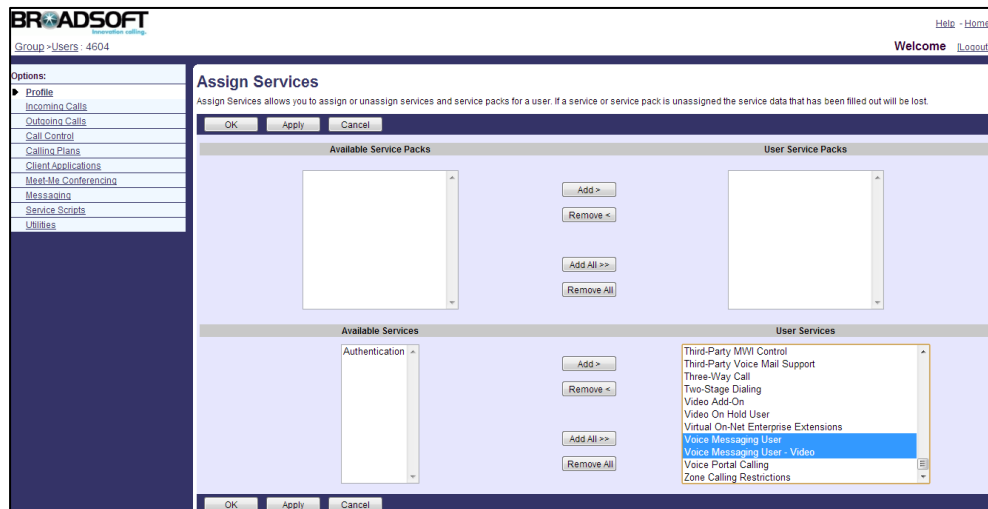 BROADSOFT
Innovation calling.
Help - Home
Group >Users : 4604
Welcome [Logout
Options:
Profile
Incoming Calls
Outgoing Calls
Call Control
Calling Plans
Client Applications
Meet-Me Conferencing
Messaging
Service Scripts
Utilities
Assign Services
Assign Services allows you to assign or unassign services and service packs for a user. If a service or service pack is unassigned the service data that has been filled out will be lost.
OK Apply Cancel
Available Service Packs User Service Packs
Add >
Remove <
Add All >>
Remove All
Available Services User Services
Authentication
Add >
Remove <
Add All >>
Remove All
Third-Party MWI Control
Third-Party Voice Mail Support
Three-Way Call
Two-Stage Dialing
Video Add-On
Video On Hold User
Virtual On-Net Enterprise Extensions
Voice Messaging User
Voice Messaging User - Video
Voice Portal Calling
Zone Calling Restrictions
OK Apply Cancel